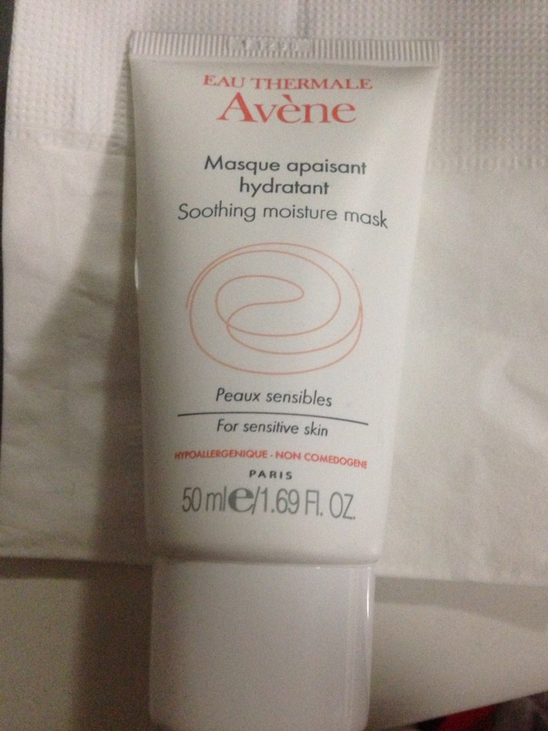 EAU THERMALE
Avène
Masque apaisant
hydratant
Soothing moisture mask
Peaux sensibles
For sensitive skin
HYPOALLERGENIQUE - NON COMEDOGENE
PARIS
50 ml e/1.69 Fl. OZ.